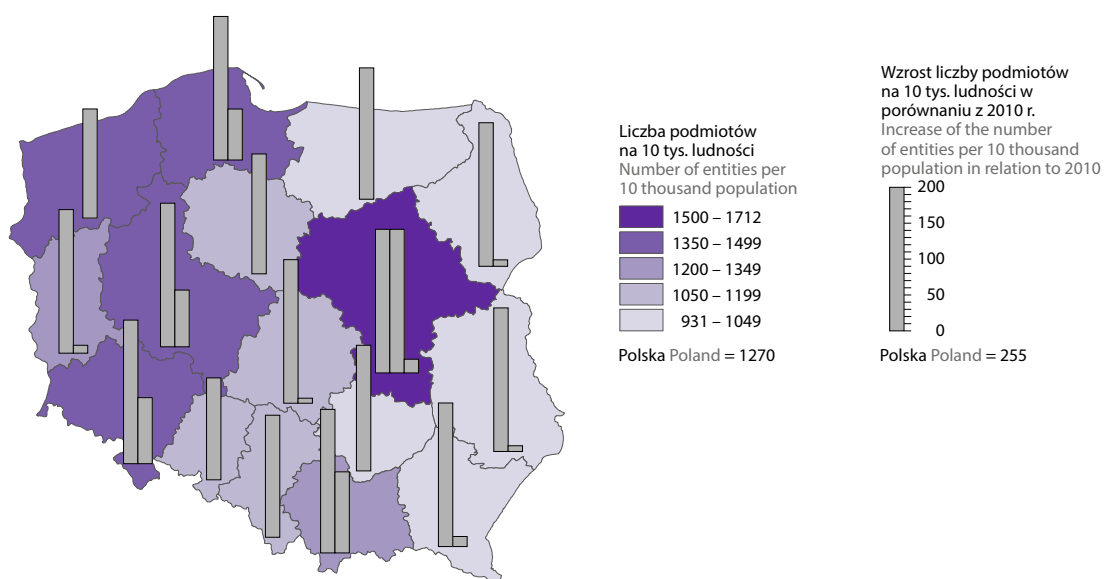 Liczba podmiotów
na 10 tys. ludności
Number of entities per
10 thousand population
1500 – 1712
1350 – 1499
1200 – 1349
1050 – 1199
931 – 1049
Polska Poland = 1270
Wzrost liczby podmiotów
na 10 tys. ludności w
porównaniu z 2010 r.
Increase of the number
of entities per 10 thousand
population in relation to 2010
200
150
100
50
0
Polska Poland = 255